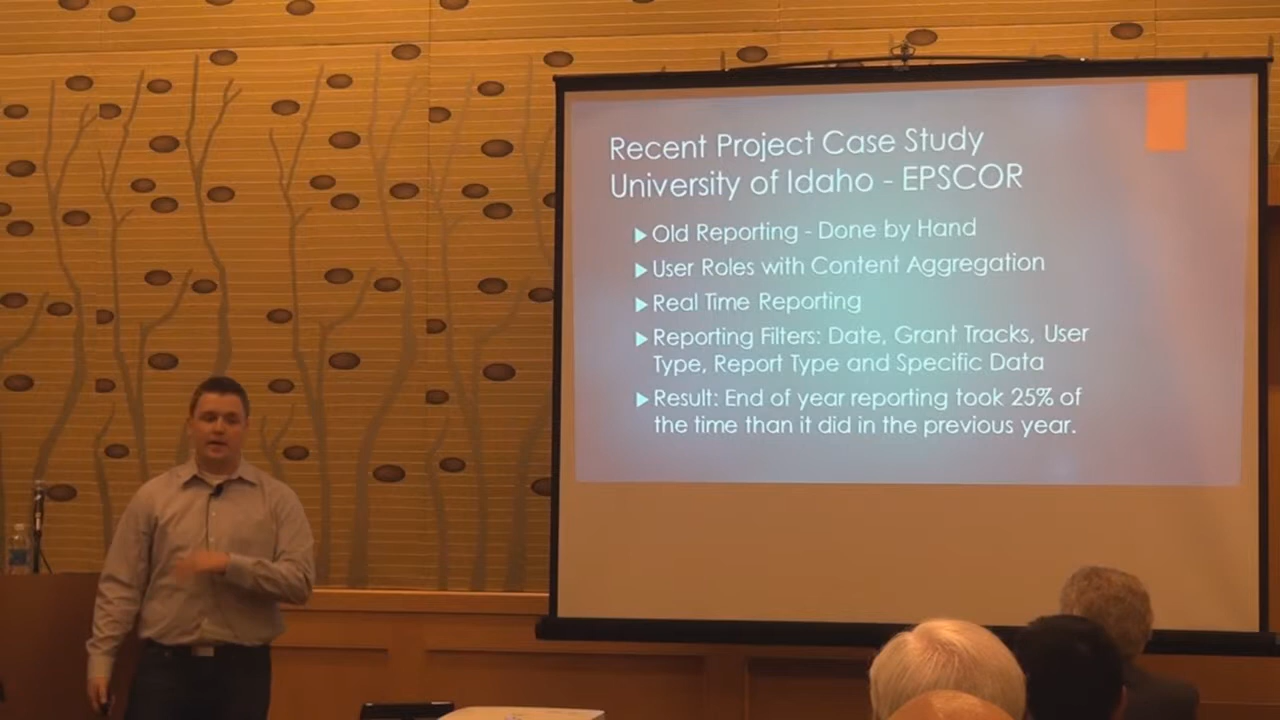 Recent Project Case Study
University of Idaho - EPSCOR
Old Reporting - Done by Hand
User Roles with Content Aggregation
Real Time Reporting
Reporting Filters: Date, Grant Tracks, User
Type, Report Type and Specific Data
Result: End of year reporting took 25% of
the time than it did in the previous year.